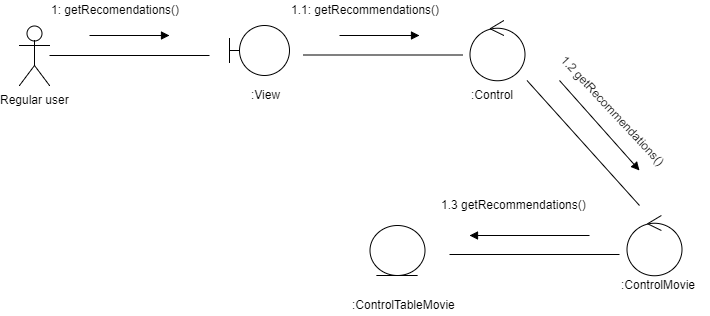 1: getRecomendations()
1.1: getRecommendations()
Regular user
:View
:Control
1.2 getRecommendations()
1.3 getRecommendations()
:ControlTableMovie
:ControlMovie